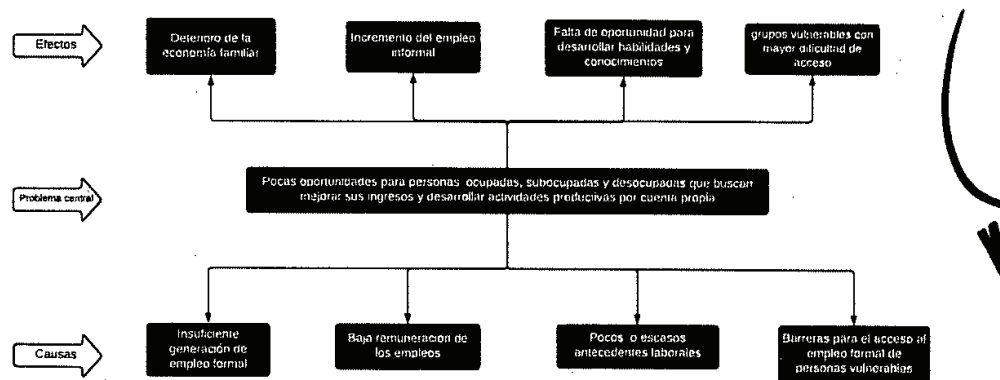 Efectos
Deterioro de la
economía familiar
Incremento del empleo
informal
Falta de oportunidad para
desarrollar habilidades y
conocimientos
grupos vulnerables con
mayor dificultad de
acceso
Problema central
Pocas oportunidades para personas ocupadas, subocupadas y desocupadas que buscan
mejorar sus ingresos y desarrollar actividades productivas por cuenta propia
Causas
Insuficiente
generación de
empleo formal
Baja remuneración de
los empleos
Pocos o escasos
antecedentes laborales
Barreras para el acceso al
empleo formal de
personas vulnerables